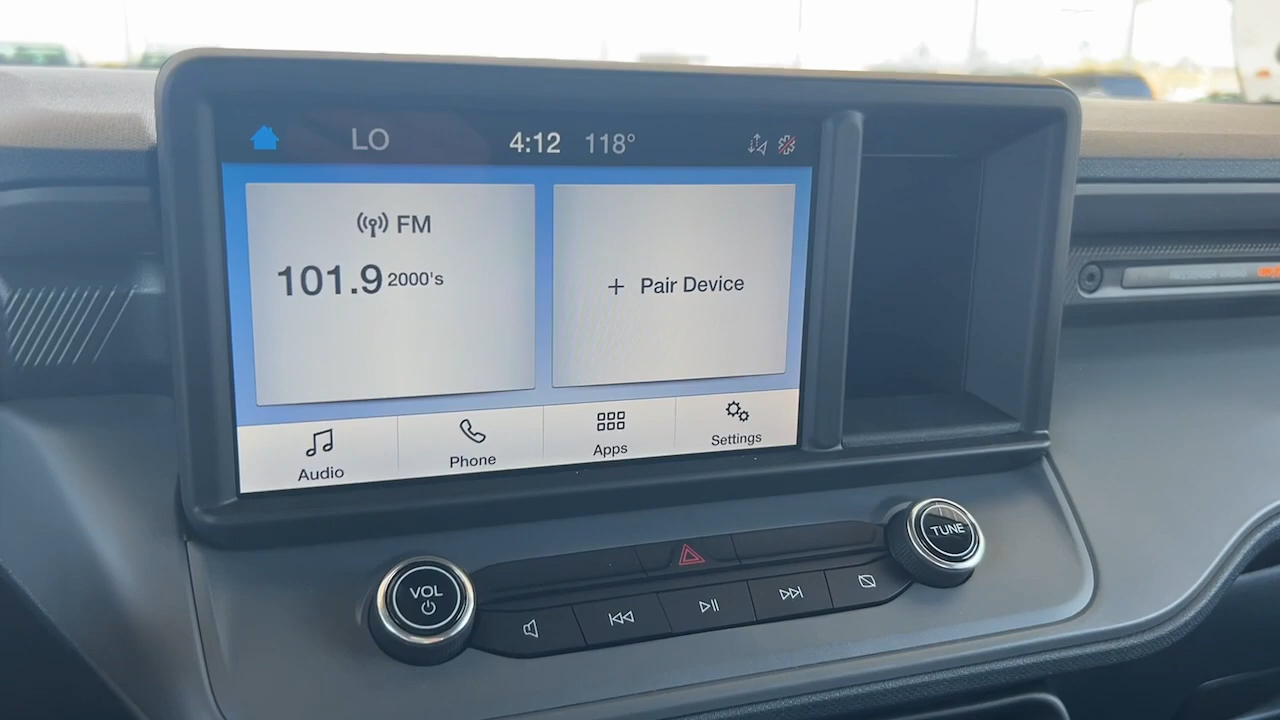 LO 4:12 118°
FM
101.9 2000's
+ Pair Device
Audio Phone Apps Settings
VOL
TUNE